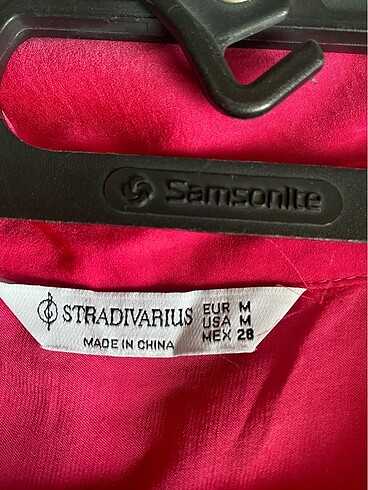 Samsonite
STRADIVARIUS
MADE IN CHINA
EUR M
USA M
MEX 28